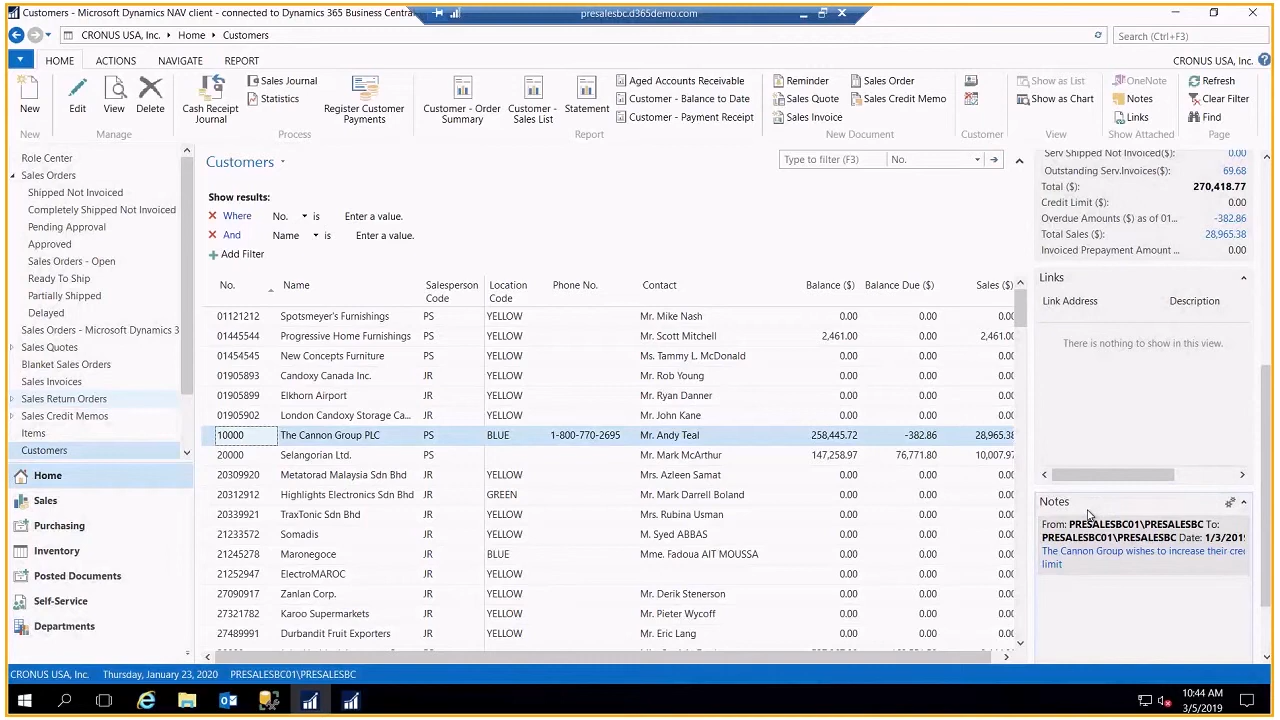 Customers - Microsoft Dynamics NAV client - connected to Dynamics 365 Business Centra
presalesbc.d365demo.com
CRONUS USA, Inc. Home Customers
Search (Ctrl+F3)
HOME ACTIONS NAVIGATE REPORT
CRONUS USA, Inc.
New
New
Edit
View
Delete
Manage
Cash Receipt
Journal
Sales Journal
Statistics
Register Customer
Payments
Process
Customer - Order
Summary
Customer -
Sales List
Statement
Aged Accounts Receivable
Customer - Balance to Date
Customer - Payment Receipt
Report
Reminder
Sales Quote
Sales Invoice
Sales Order
Sales Credit Memo
New Document
Customer
Show as List
Show as Chart
View
OneNote
Notes
Links
Show Attached
Refresh
Clear Filter
Find
Page
Role Center
Sales Orders
Shipped Not Invoiced
Completely Shipped Not Invoiced
Pending Approval
Approved
Sales Orders - Open
Ready To Ship
Partially Shipped
Delayed
Sales Orders - Microsoft Dynamics 3
Sales Quotes
Blanket Sales Orders
Sales Invoices
Sales Return Orders
Sales Credit Memos
Items
Customers
Home
Sales
Purchasing
Inventory
Posted Documents
Self-Service
Departments
Customers
Type to filter (F3) No.
Show results:
Where No. is Enter a value.
And Name is Enter a value.
Add Filter
No. Name Salesperson Code Location Code Phone No. Contact Balance ($) Balance Due ($) Sales ($)
01121212 Spotsmeyer's Furnishings PS YELLOW Mr. Mike Nash 0.00 0.00 0.00
01445544 Progressive Home Furnishings PS YELLOW Mr. Scott Mitchell 2,461.00 0.00 2,461.00
01454545 New Concepts Furniture PS YELLOW Ms. Tammy L. McDonald 0.00 0.00 0.00
01905893 Candoxy Canada Inc. JR YELLOW Mr. Rob Young 0.00 0.00 0.00
01905899 Elkhorn Airport JR YELLOW Mr. Ryan Danner 0.00 0.00 0.00
01905902 London Candoxy Storage Ca... JR YELLOW Mr. John Kane 0.00 0.00 0.00
10000 The Cannon Group PLC PS BLUE 1-800-770-2695 Mr. Andy Teal 258,445.72 -382.86 28,965.38
20000 Selangorian Ltd. PS Mr. Mark McArthur 147,258.97 76,771.80 10,007.97
20309920 Metatorad Malaysia Sdn Bhd JR YELLOW Mrs. Azleen Samat 0.00 0.00 0.00
20312912 Highlights Electronics Sdn Bhd JR GREEN Mr. Mark Darrell Boland 0.00 0.00 0.00
20339921 TraxTonic Sdn Bhd JR YELLOW Mrs. Rubina Usman 0.00 0.00 0.00
21233572 Somadis JR YELLOW M. Syed ABBAS 0.00 0.00 0.00
21245278 Maronegoce JR BLUE Mme. Fadoua AIT MOUSSA 0.00 0.00 0.00
21252947 ElectroMAROC JR YELLOW 0.00 0.00 0.00
27090917 Zanlan Corp. JR YELLOW Mr. Derik Stenerson 0.00 0.00 0.00
27321782 Karoo Supermarkets JR YELLOW Mr. Pieter Wycoff 0.00 0.00 0.00
27489991 Durbandit Fruit Exporters JR YELLOW Mr. Eric Lang 0.00 0.00 0.00
Serv Shipped Not Invoiced($): 0.00
Outstanding Serv.Invoices($): 69.68
Total ($): 270,418.77
Credit Limit ($): 0.00
Overdue Amounts ($) as of 01... -382.86
Total Sales ($): 28,965.38
Invoiced Prepayment Amount ... 0.00
Links
Link Address Description
There is nothing to show in this view.
Notes
From: PRESALESBC01\PRESALESBC To:
PRESALESBC01\PRESALESBC Date: 1/3/2019
The Cannon Group wishes to increase their cre
limit
CRONUS USA, Inc. Thursday, January 23, 2020 PRESALESBC01\PRESALESBC
10:44 AM
3/5/2019